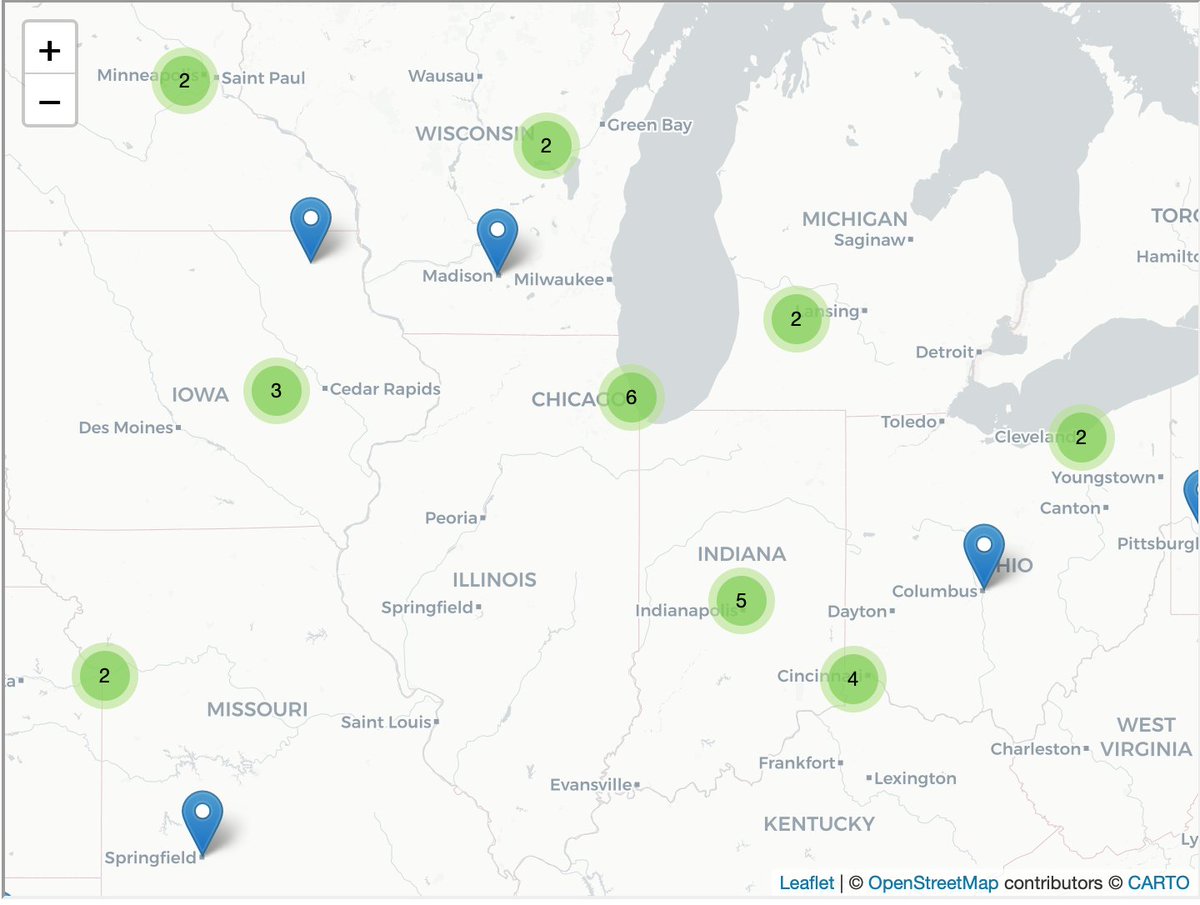 +
−
Minneapolis
2
Saint Paul
Wausau
WISCONSIN
2
Green Bay
MICHIGAN
Saginaw
Madison
Milwaukee
2
Lansing
Detroit
IOWA
3
Cedar Rapids
CHICAGO
6
Des Moines
Toledo
Cleveland
2
Youngstown
Canton
Peoria
Pittsburgh
INDIANA
ILLINOIS
OHIO
Columbus
Springfield
Indianapolis
5
Dayton
2
Cincinnati
4
MISSOURI
Saint Louis
WEST
VIRGINIA
Charleston
Frankfort
Lexington
Evansville
KENTUCKY
Springfield
Leaflet | © OpenStreetMap contributors © CARTO